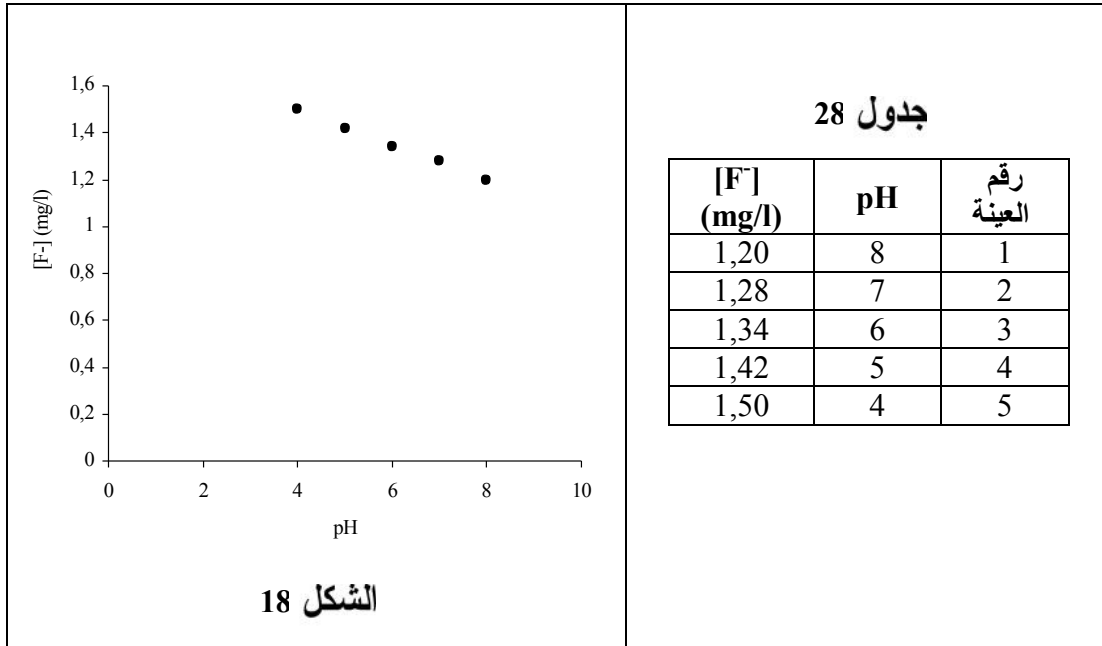 1,6
1,4
1,2
1
0,8
0,6
0,4
0,2
0
[F-] (mg/l)
0 2 4 6 8 10
pH
الشكل 18
جدول 28
رقم العينة | pH | [F⁻] (mg/l)
1 | 8 | 1,20
2 | 7 | 1,28
3 | 6 | 1,34
4 | 5 | 1,42
5 | 4 | 1,50